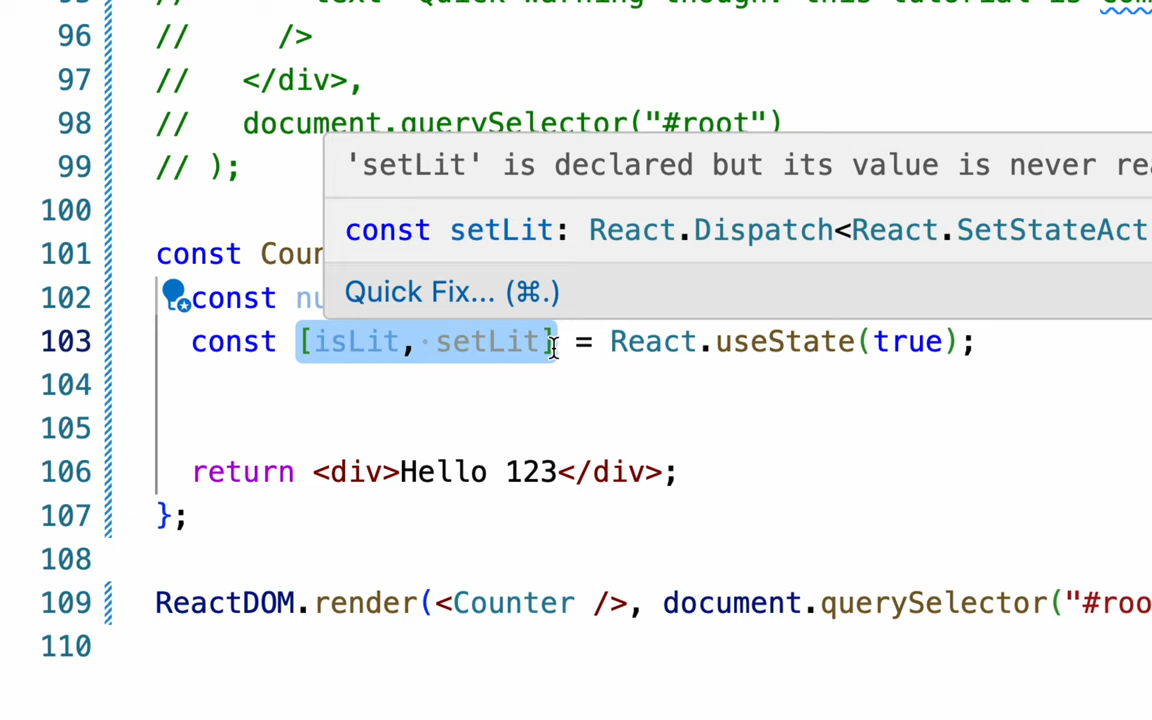 96 //       />
97 //     </div>,
98 //     document.querySelector("#root")
99 // );
'setLit' is declared but its value is never
100
const setLit: React.Dispatch<React.SetStateAct
101 const Coun
Quick Fix... (⌘.)
102 const nu
103 const [isLit, setLit] = React.useState(true);
104
105
106 return <div>Hello 123</div>;
107 };
108
109 ReactDOM.render(<Counter />, document.querySelector("#roo
110